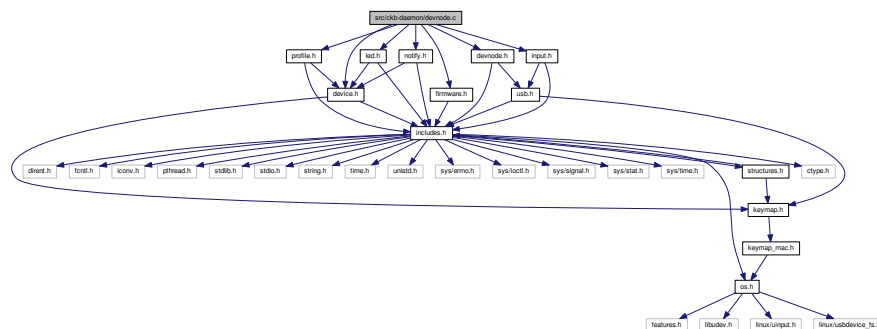 src/ckb-daemon/devnode.c
profile.h led.h notify.h devnode.h input.h
device.h firmware.h usb.h
includes.h
dirent.h fcntl.h iconv.h pthread.h stdlib.h stdio.h string.h time.h unistd.h sys/errno.h sys/ioctl.h sys/signal.h sys/stat.h sys/time.h structures.h ctype.h
keymap.h
keymap_mac.h
os.h
features.h libudev.h linux/uinput.h linux/usbdevice_fs.